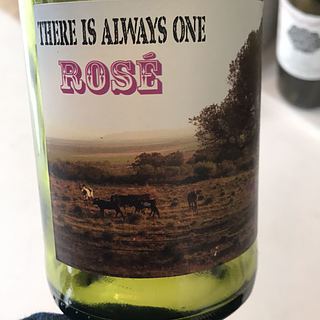 THERE IS ALWAYS ONE
ROSÉ